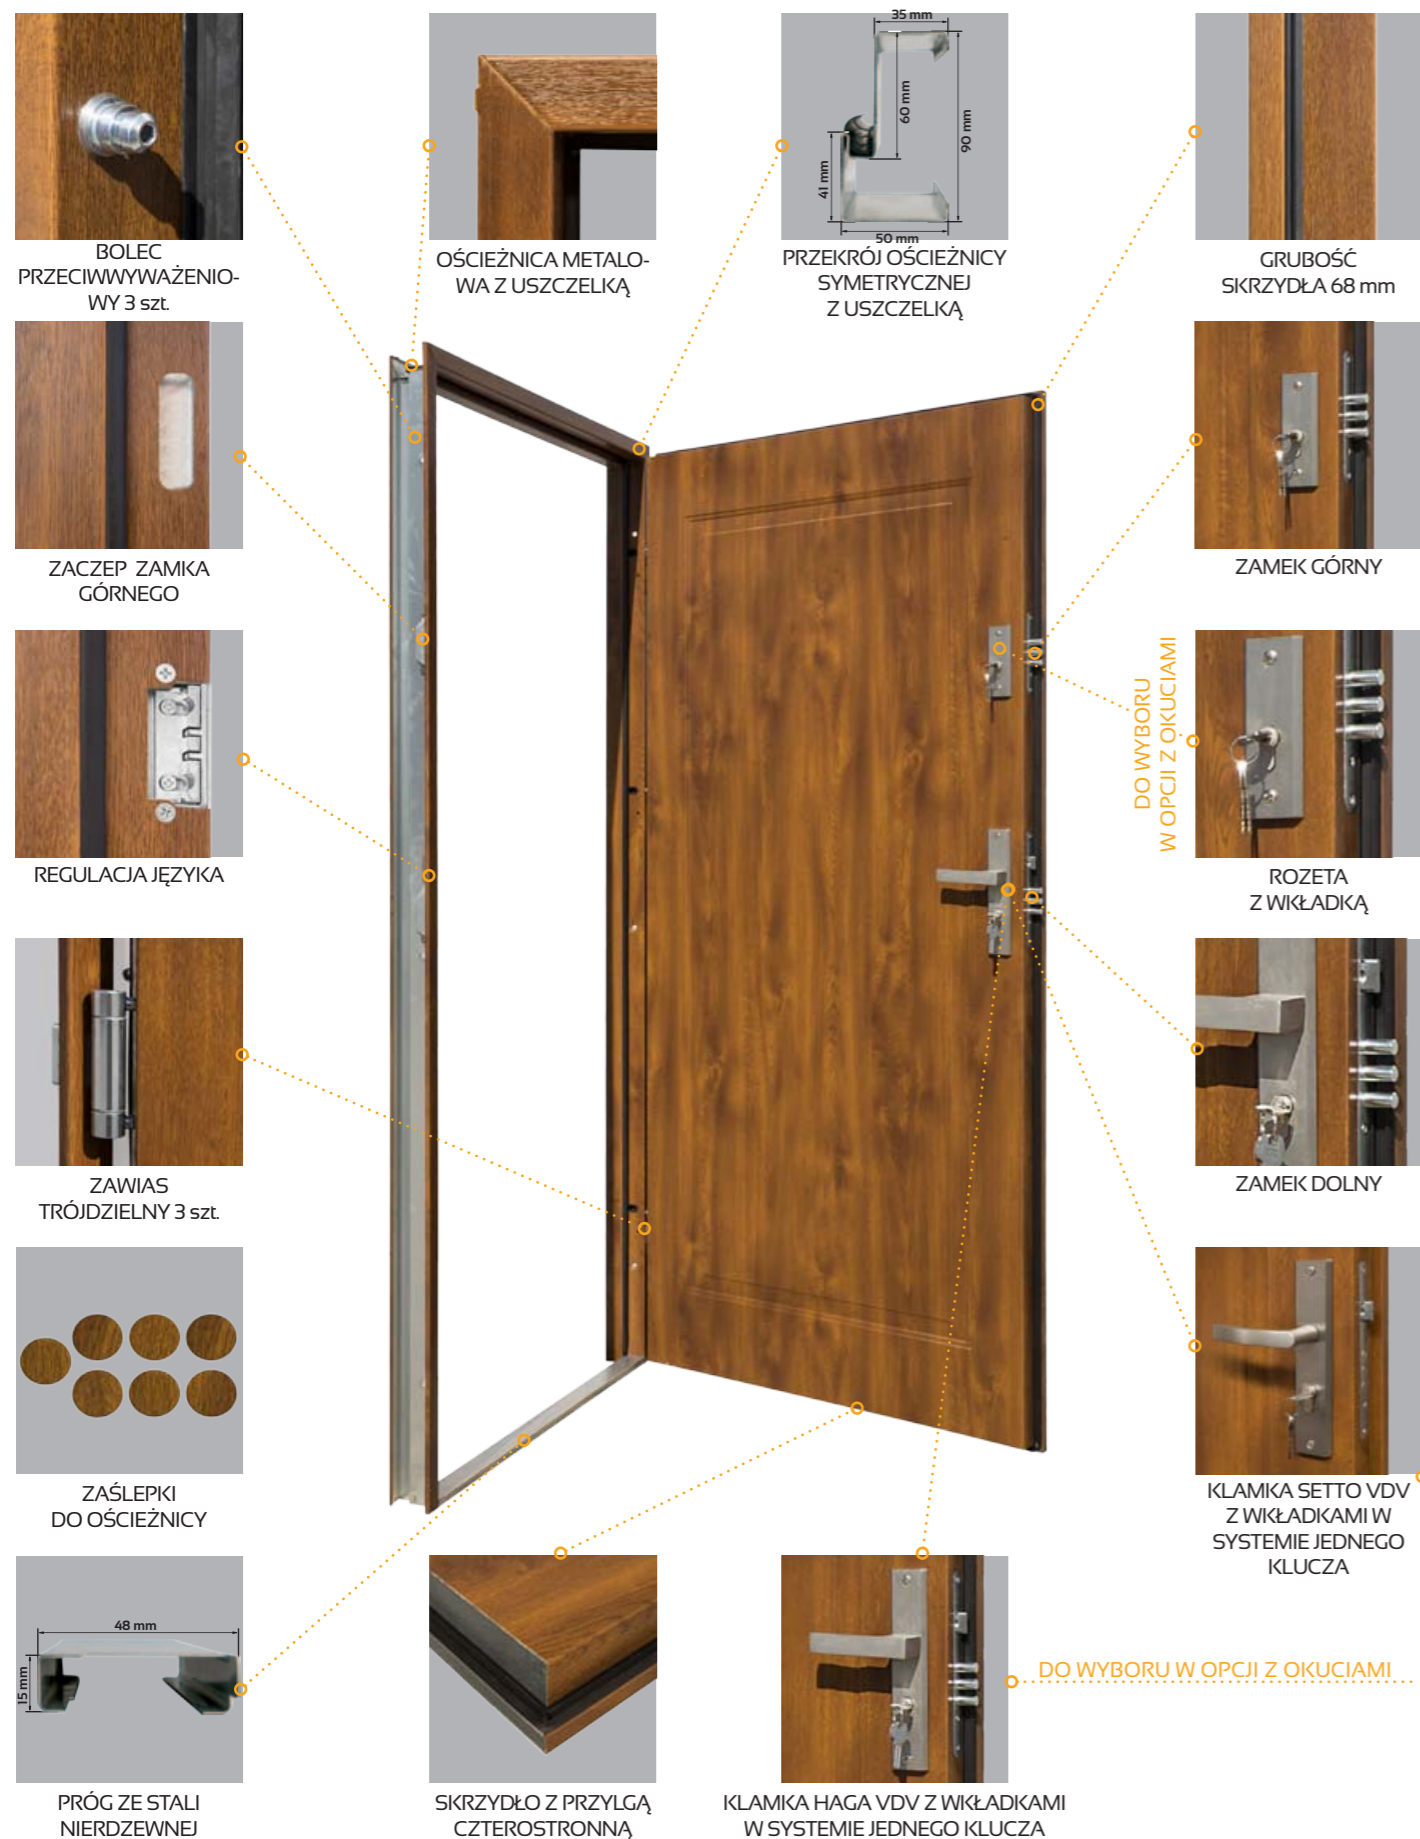 35 mm
60 mm
90 mm
41 mm
50 mm
BOLEC
PRZECIWWYWAŻENIO-
WY 3 szt.
OŚCIEŻNICA METALO-
WA Z USZCZELKĄ
PRZEKRÓJ OŚCIEŻNICY
SYMETRYCZNEJ
Z USZCZELKĄ
GRUBOŚĆ
SKRZYDŁA 68 mm
ZACZEP ZAMKA
GÓRNEGO
ZAMEK GÓRNY
DO WYBORU
W OPCJI Z OKUCIAMI
REGULACJA JĘZYKA
ROZETA
Z WKŁADKĄ
ZAWIAS
TRÓJDZIELNY 3 szt.
ZAMEK DOLNY
ZAŚLEPKI
DO OŚCIEŻNICY
KLAMKA SETTO VDV
Z WKŁADKAMI W
SYSTEMIE JEDNEGO
KLUCZA
48 mm
15 mm
DO WYBORU W OPCJI Z OKUCIAMI
PRÓG ZE STALI
NIERDZEWNEJ
SKRZYDŁO Z PRZYLGĄ
CZTEROSTRONNĄ
KLAMKA HAGA VDV Z WKŁADKAMI
W SYSTEMIE JEDNEGO KLUCZA